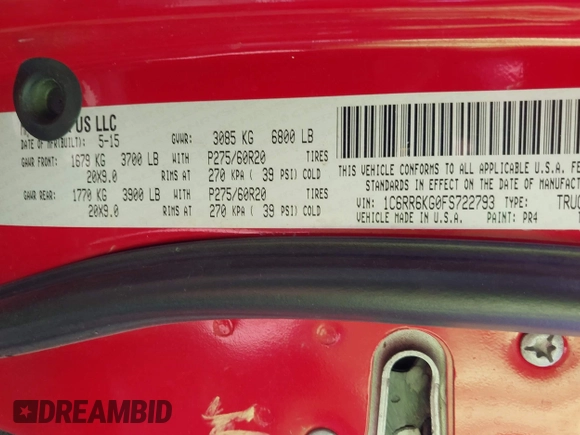 US LLC
DATE OF MFR(BUILT): 5-15 GVWR: 3085 KG 6800 LB
GAWR FRONT: 1679 KG 3700 LB WITH P275/60R20 TIRES
20X9.0 RIMS AT 270 KPA ( 39 PSI) COLD
GAWR REAR: 1770 KG 3900 LB WITH P275/60R20 TIRES
20X9.0 RIMS AT 270 KPA ( 39 PSI) COLD
THIS VEHICLE CONFORMS TO ALL APPLICABLE U.S.A. FE
STANDARDS IN EFFECT ON THE DATE OF MANUFACT
VIN: 1C6RR6KG0FS722793 TYPE: TRUC
VEHICLE MADE IN U.S.A. PAINT: PR4
DREAMBID